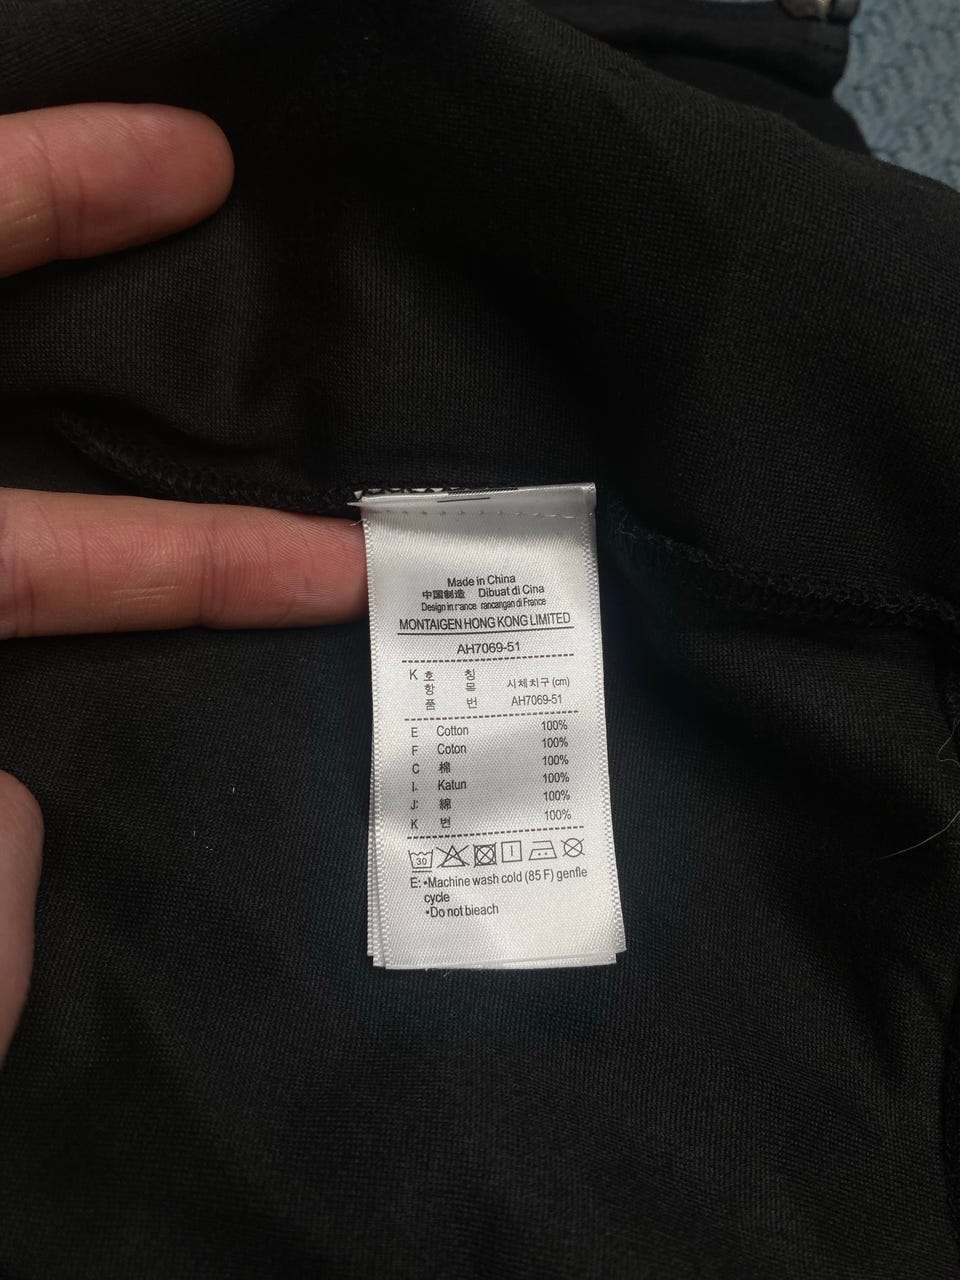 Made in China
中国制造 Dibuat di Cina
Design in rance rancangan di France
MONTAIGEN HONG KONG LIMITED
AH7069-51
K 호 칭
항 목 시체치구 (cm)
품 번 AH7069-51
E Cotton 100%
F Coton 100%
C 棉 100%
I. Katun 100%
J: 綿 100%
K 변 100%
30
E: •Machine wash cold (85 F) genfle
cycle
•Do not bleach